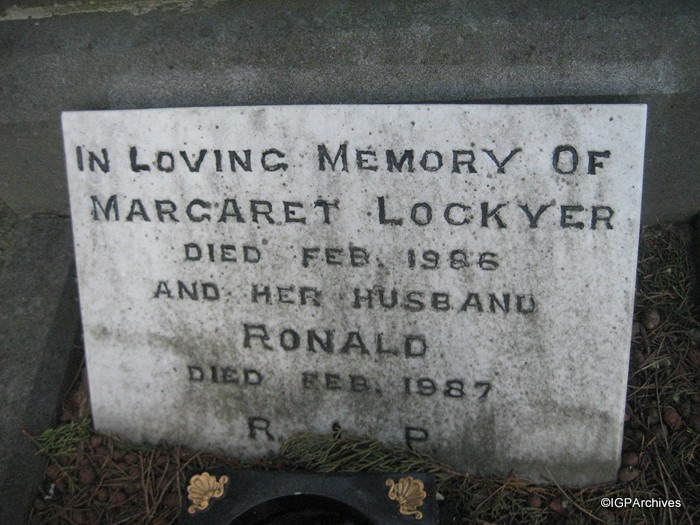 IN LOVING MEMORY OF
MARGARET LOCKYER
DIED FEB. 1986
AND HER HUSBAND
RONALD
DIED FEB. 1987
R. I. P.
©IGPArchives